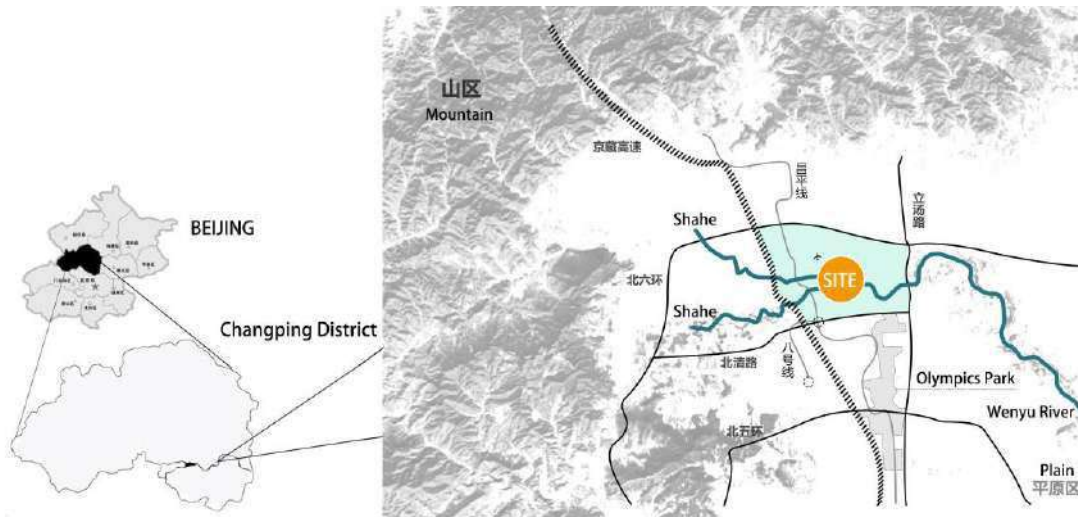 BEIJING
Changping District
山区
Mountain
京藏高速
昌平线
立汤路
Shahe
北六环
SITE
Shahe
北清路
八号线
Olympics Park
Wenyu River
北五环
Plain
平原区